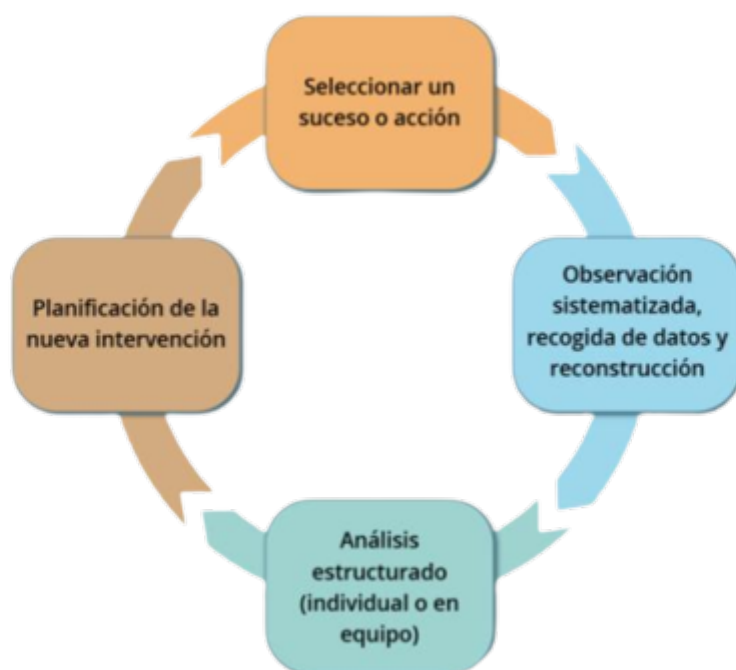 Seleccionar un
suceso o acción
Observación
sistematizada,
recogida de datos y
reconstrucción
Análisis
estructurado
(individual o en
equipo)
Planificación de la
nueva intervención